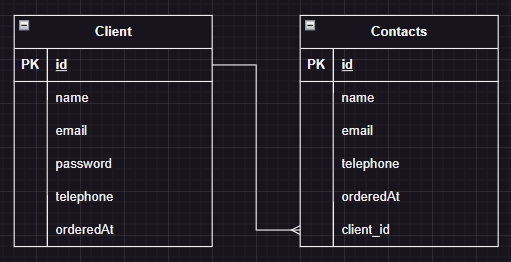 Client
PK id
name
email
password
telephone
orderedAt
Contacts
PK id
name
email
telephone
orderedAt
client_id